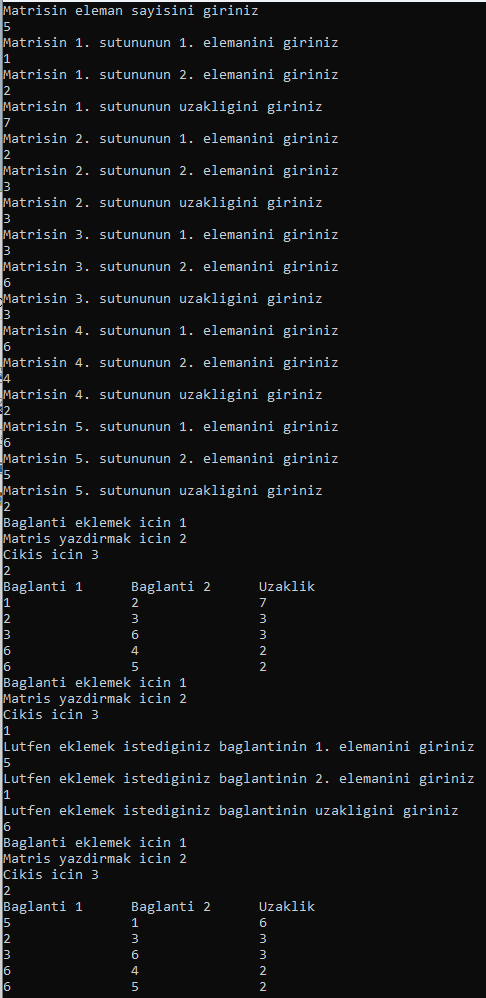 Matrisin eleman sayisini giriniz
5
Matrisin 1. sutununun 1. elemanini giriniz
1
Matrisin 1. sutununun 2. elemanini giriniz
2
Matrisin 1. sutununun uzakligini giriniz
7
Matrisin 2. sutununun 1. elemanini giriniz
2
Matrisin 2. sutununun 2. elemanini giriniz
3
Matrisin 2. sutununun uzakligini giriniz
3
Matrisin 3. sutununun 1. elemanini giriniz
3
Matrisin 3. sutununun 2. elemanini giriniz
6
Matrisin 3. sutununun uzakligini giriniz
3
Matrisin 4. sutununun 1. elemanini giriniz
6
Matrisin 4. sutununun 2. elemanini giriniz
4
Matrisin 4. sutununun uzakligini giriniz
2
Matrisin 5. sutununun 1. elemanini giriniz
6
Matrisin 5. sutununun 2. elemanini giriniz
5
Matrisin 5. sutununun uzakligini giriniz
2
Baglanti eklemek icin 1
Matris yazdirmak icin 2
Cikis icin 3
2
Baglanti 1 Baglanti 2 Uzaklik
1 2 7
2 3 3
3 6 3
6 4 2
6 5 2
Baglanti eklemek icin 1
Matris yazdirmak icin 2
Cikis icin 3
1
Lutfen eklemek istediginiz baglantinin 1. elemanini giriniz
5
Lutfen eklemek istediginiz baglantinin 2. elemanini giriniz
1
Lutfen eklemek istediginiz baglantinin uzakligini giriniz
6
Baglanti eklemek icin 1
Matris yazdirmak icin 2
Cikis icin 3
2
Baglanti 1 Baglanti 2 Uzaklik
5 1 6
2 3 3
3 6 3
6 4 2
6 5 2